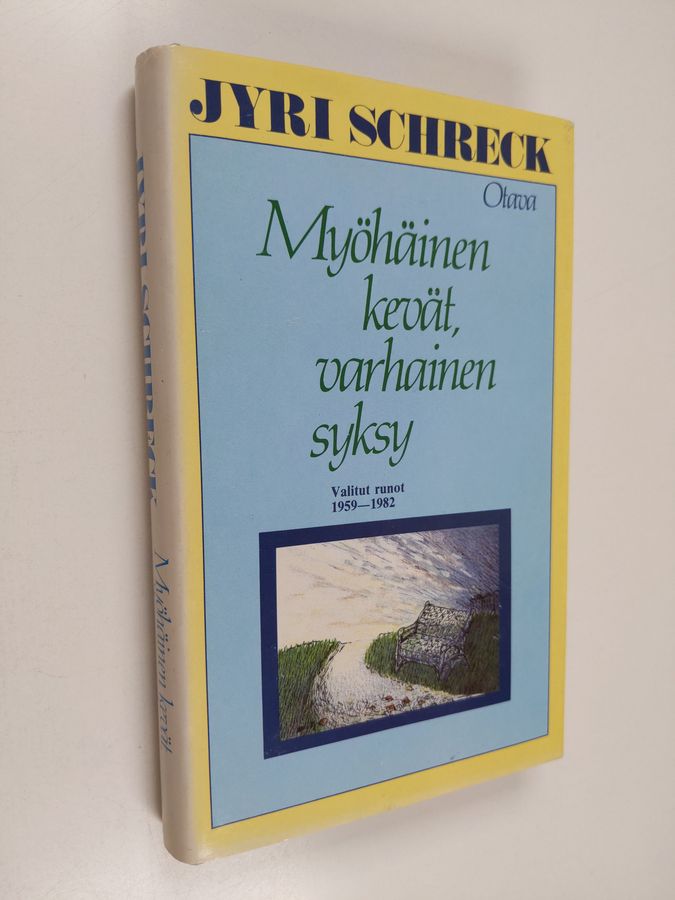 JYRI SCHRECK
Otava
Myöhäinen
kevät,
varhainen
syksy
Valitut runot
1959—1982
JYRI SCHRECK Myöhäinen kevät